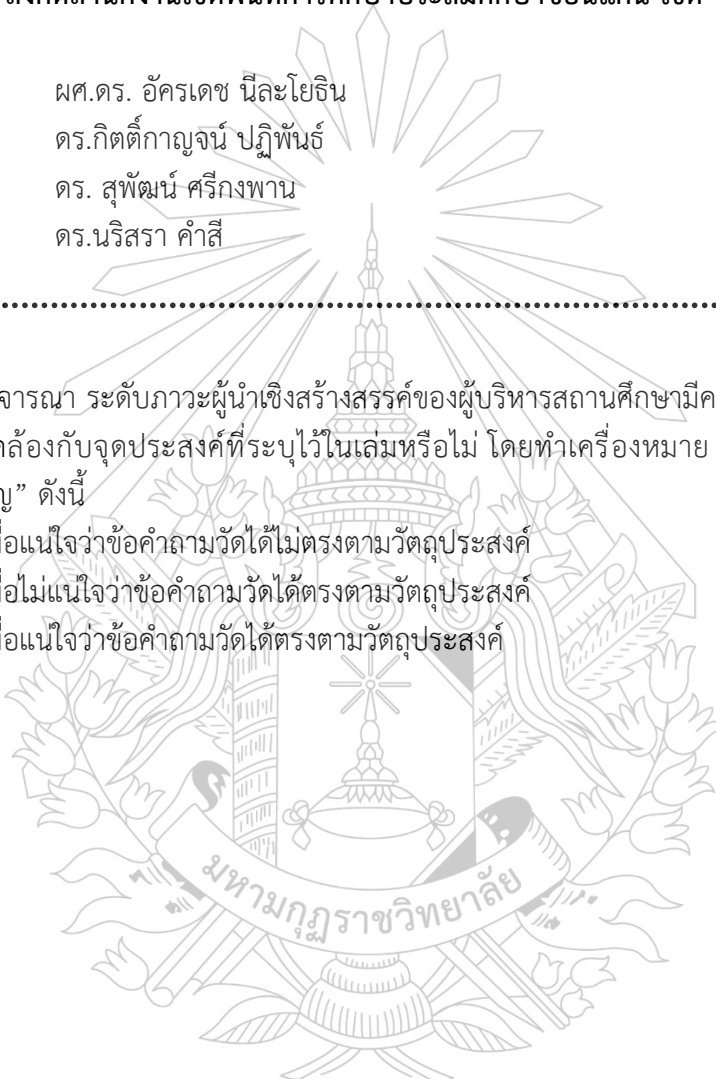 ผศ.ดร. อัครเดช นีละโยธิน
ดร.กิตติ์กาญจน์ ปฏิพันธ์
ดร. สุพัฒน์ ศรีกงพาน
ดร.นริสรา คำสี
จารณา ระดับภาวะผู้นำเชิงสร้างสรรค์ของผู้บริหารสถานศึกษามีค
คล้องกับจุดประสงค์ที่ระบุไว้ในเล่มหรือไม่ โดยทำเครื่องหมาย
ญ” ดังนี้
มื่อแน่ใจว่าข้อคำถามวัดได้ไม่ตรงตามวัตถุประสงค์
มื่อไม่แน่ใจว่าข้อคำถามวัดได้ตรงตามวัตถุประสงค์
มื่อแน่ใจว่าข้อคำถามวัดได้ตรงตามวัตถุประสงค์
มหามกุฏราชวิทยาลัย